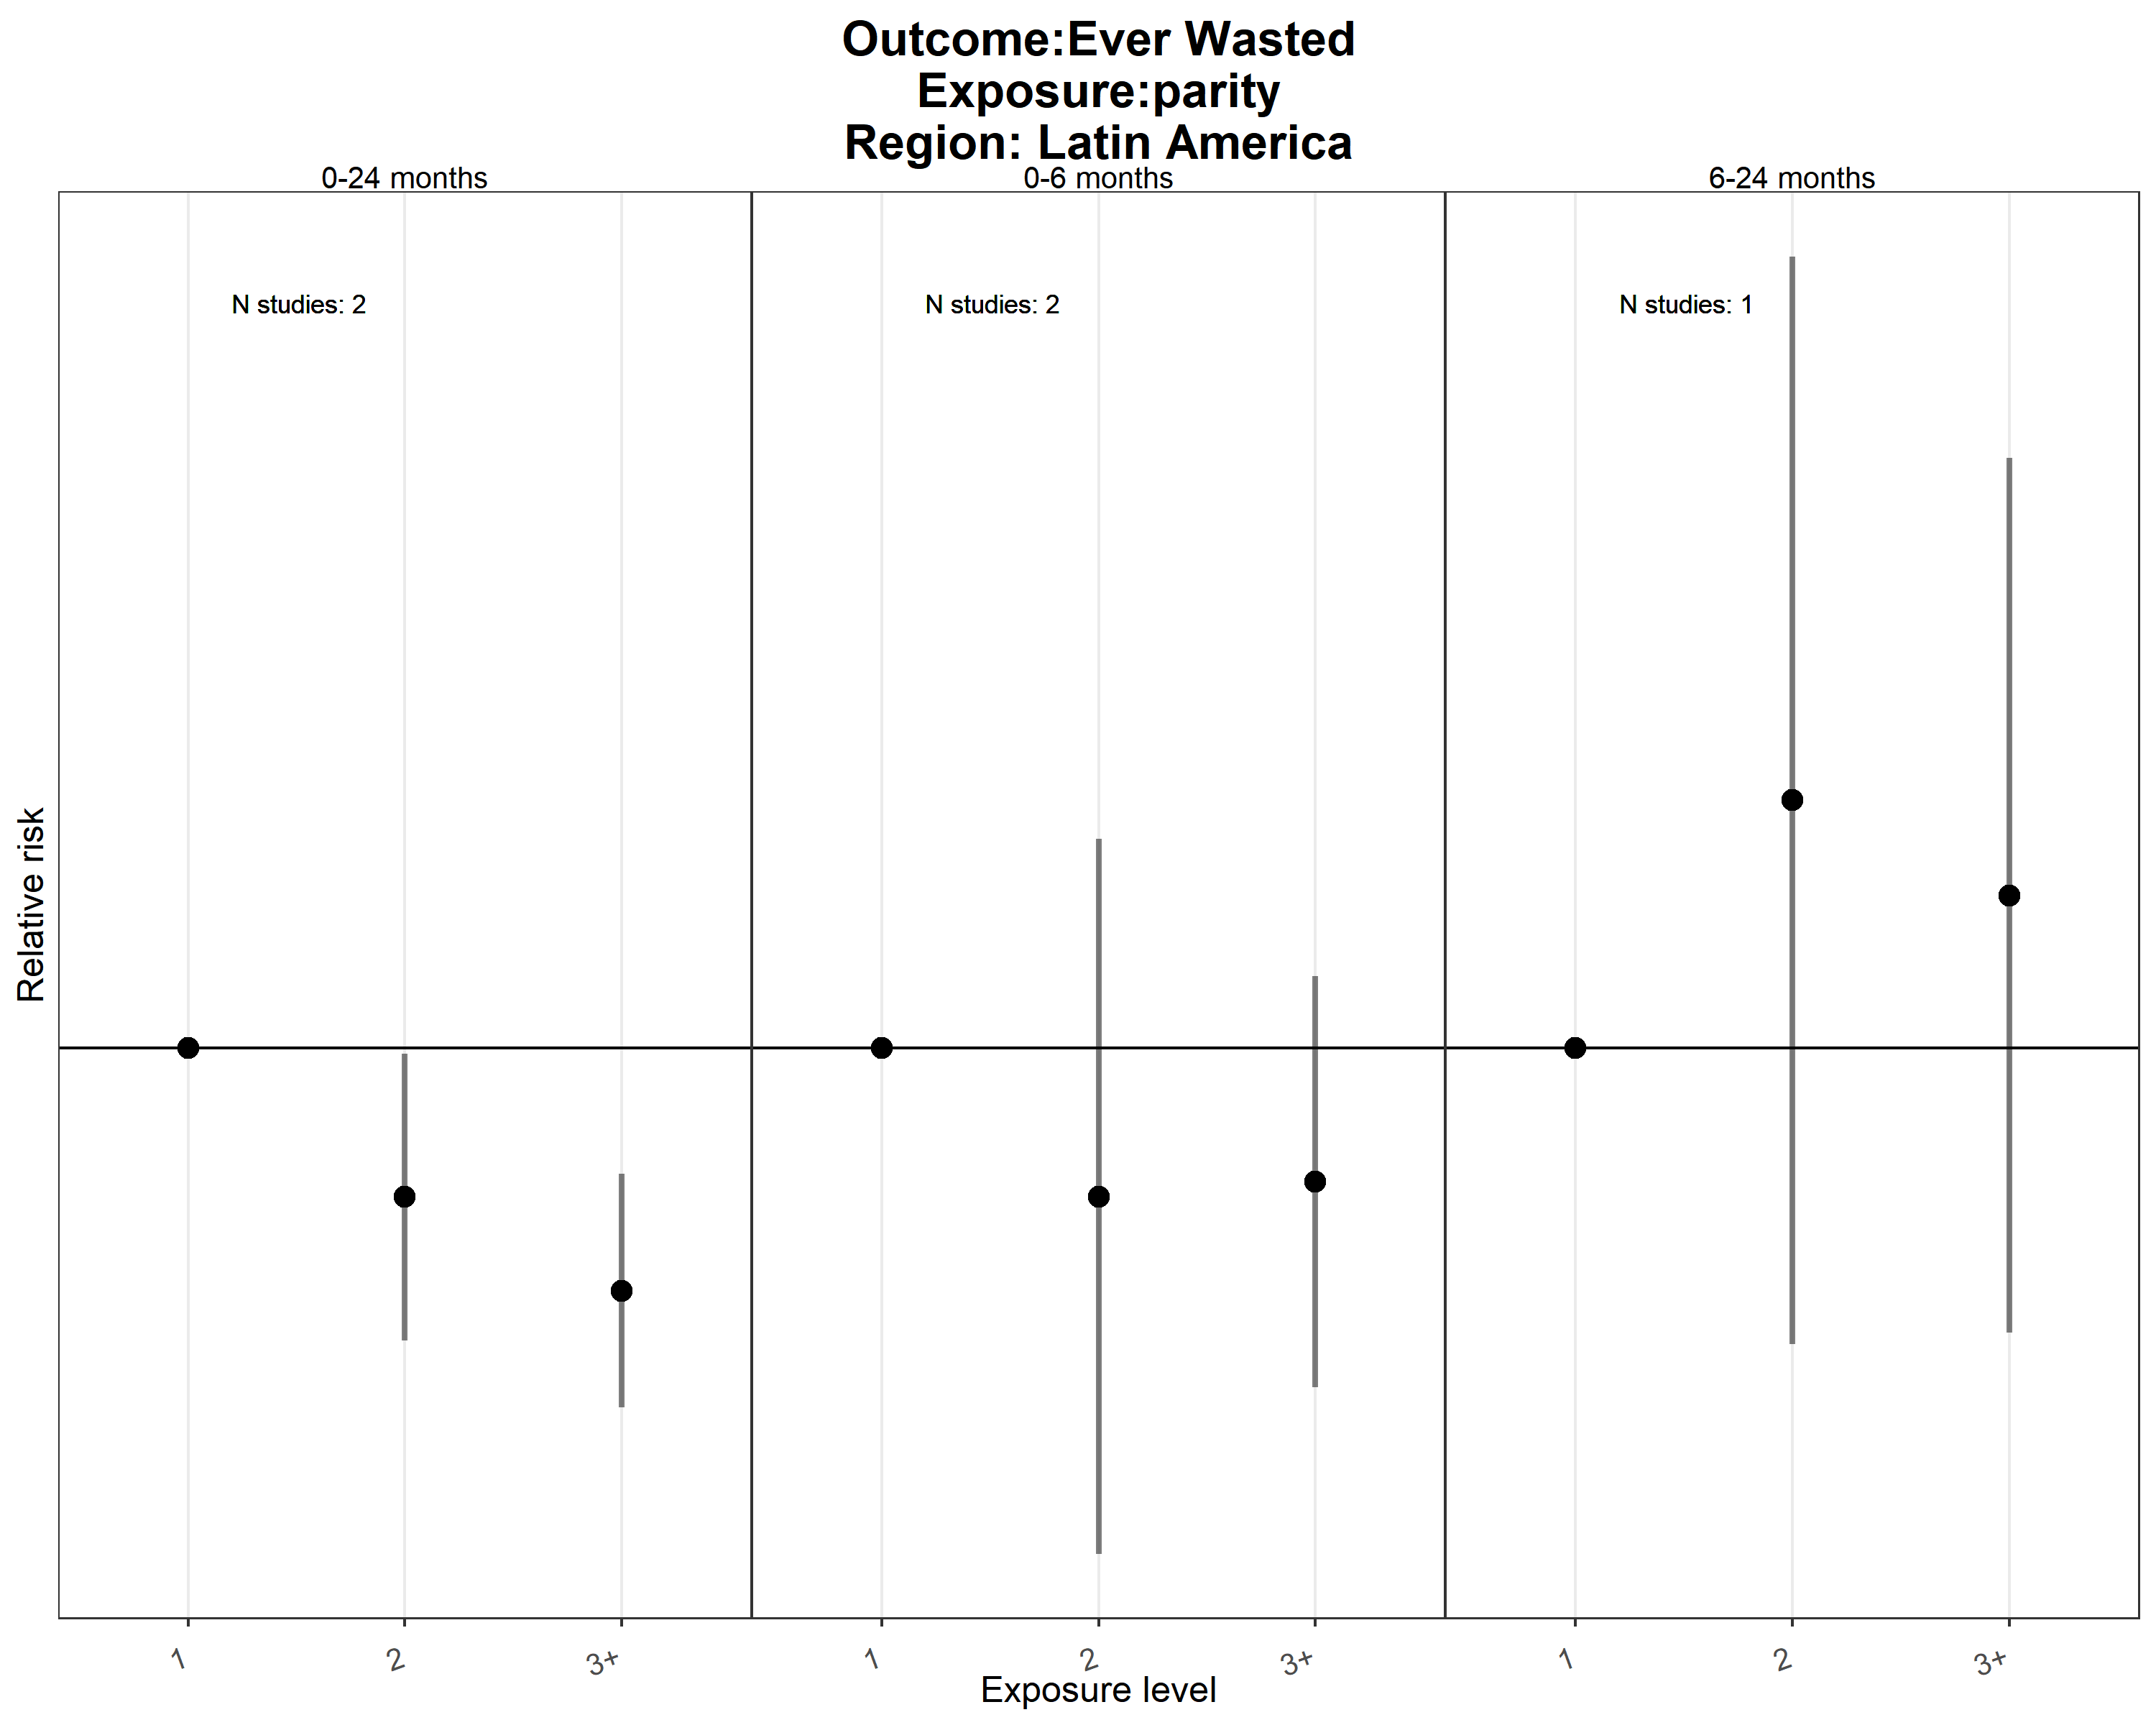 Outcome:Ever Wasted
Exposure:parity
Region: Latin America
0-24 months
0-6 months
6-24 months
N studies: 2
N studies: 2
N studies: 1
Relative risk
1
2
3+
1
2
3+
1
2
3+
Exposure level